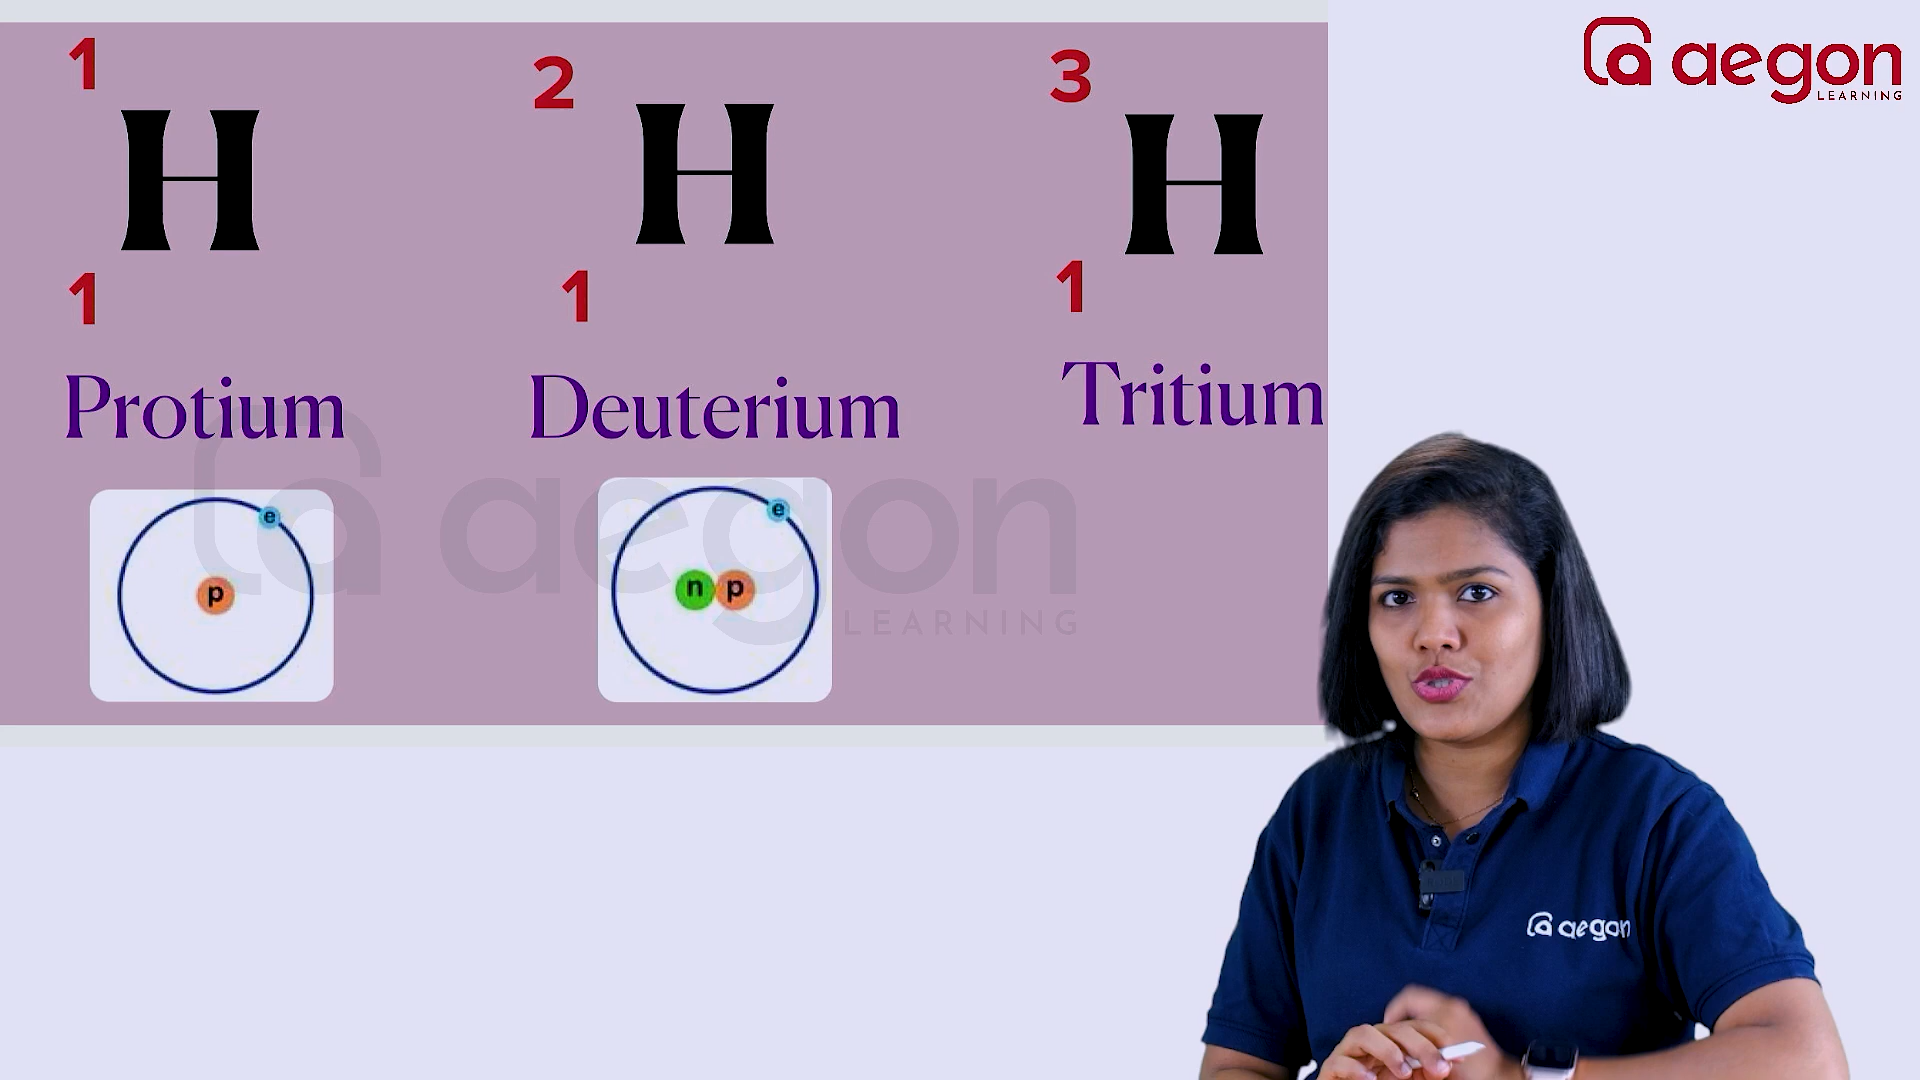 1
H
1
Protium
e
p
2
H
1
Deuterium
e
n p
3
H
1
Tritium
aegon
LEARNING
aegon
LEARNING
aegon